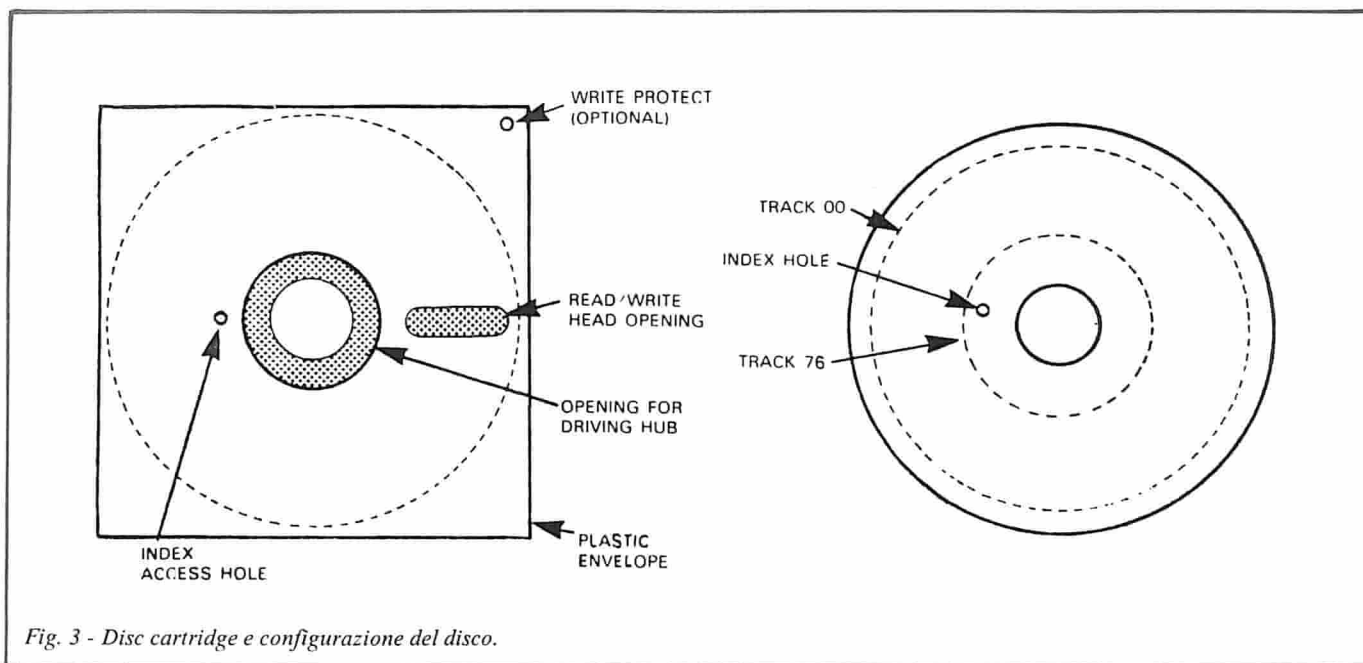 WRITE PROTECT
(OPTIONAL)
READ/WRITE
HEAD OPENING
OPENING FOR
DRIVING HUB
PLASTIC
ENVELOPE
INDEX
ACCESS HOLE
TRACK 00
INDEX HOLE
TRACK 76
Fig. 3 - Disc cartridge e configurazione del disco.